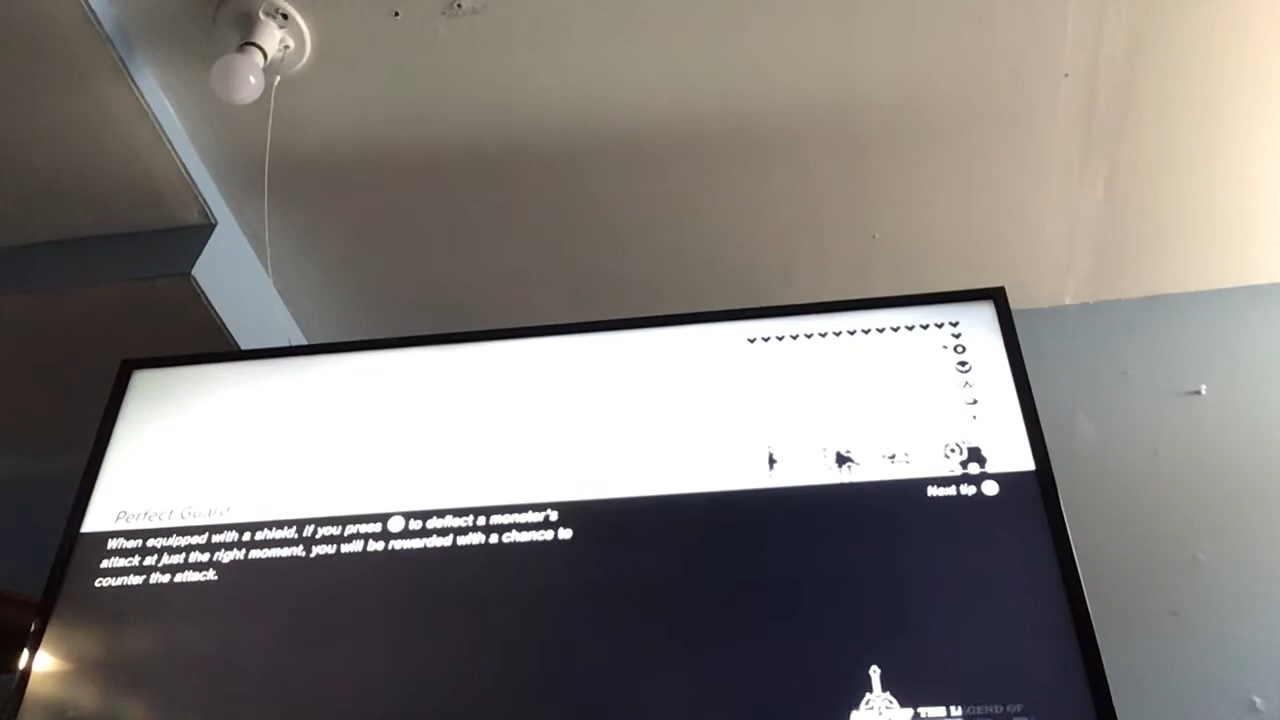 Next tip
Perfect Guard
When equipped with a shield, if you press to deflect a monster's
attack at just the right moment, you will be rewarded with a chance to
counter the attack.
THE LEGEND OF